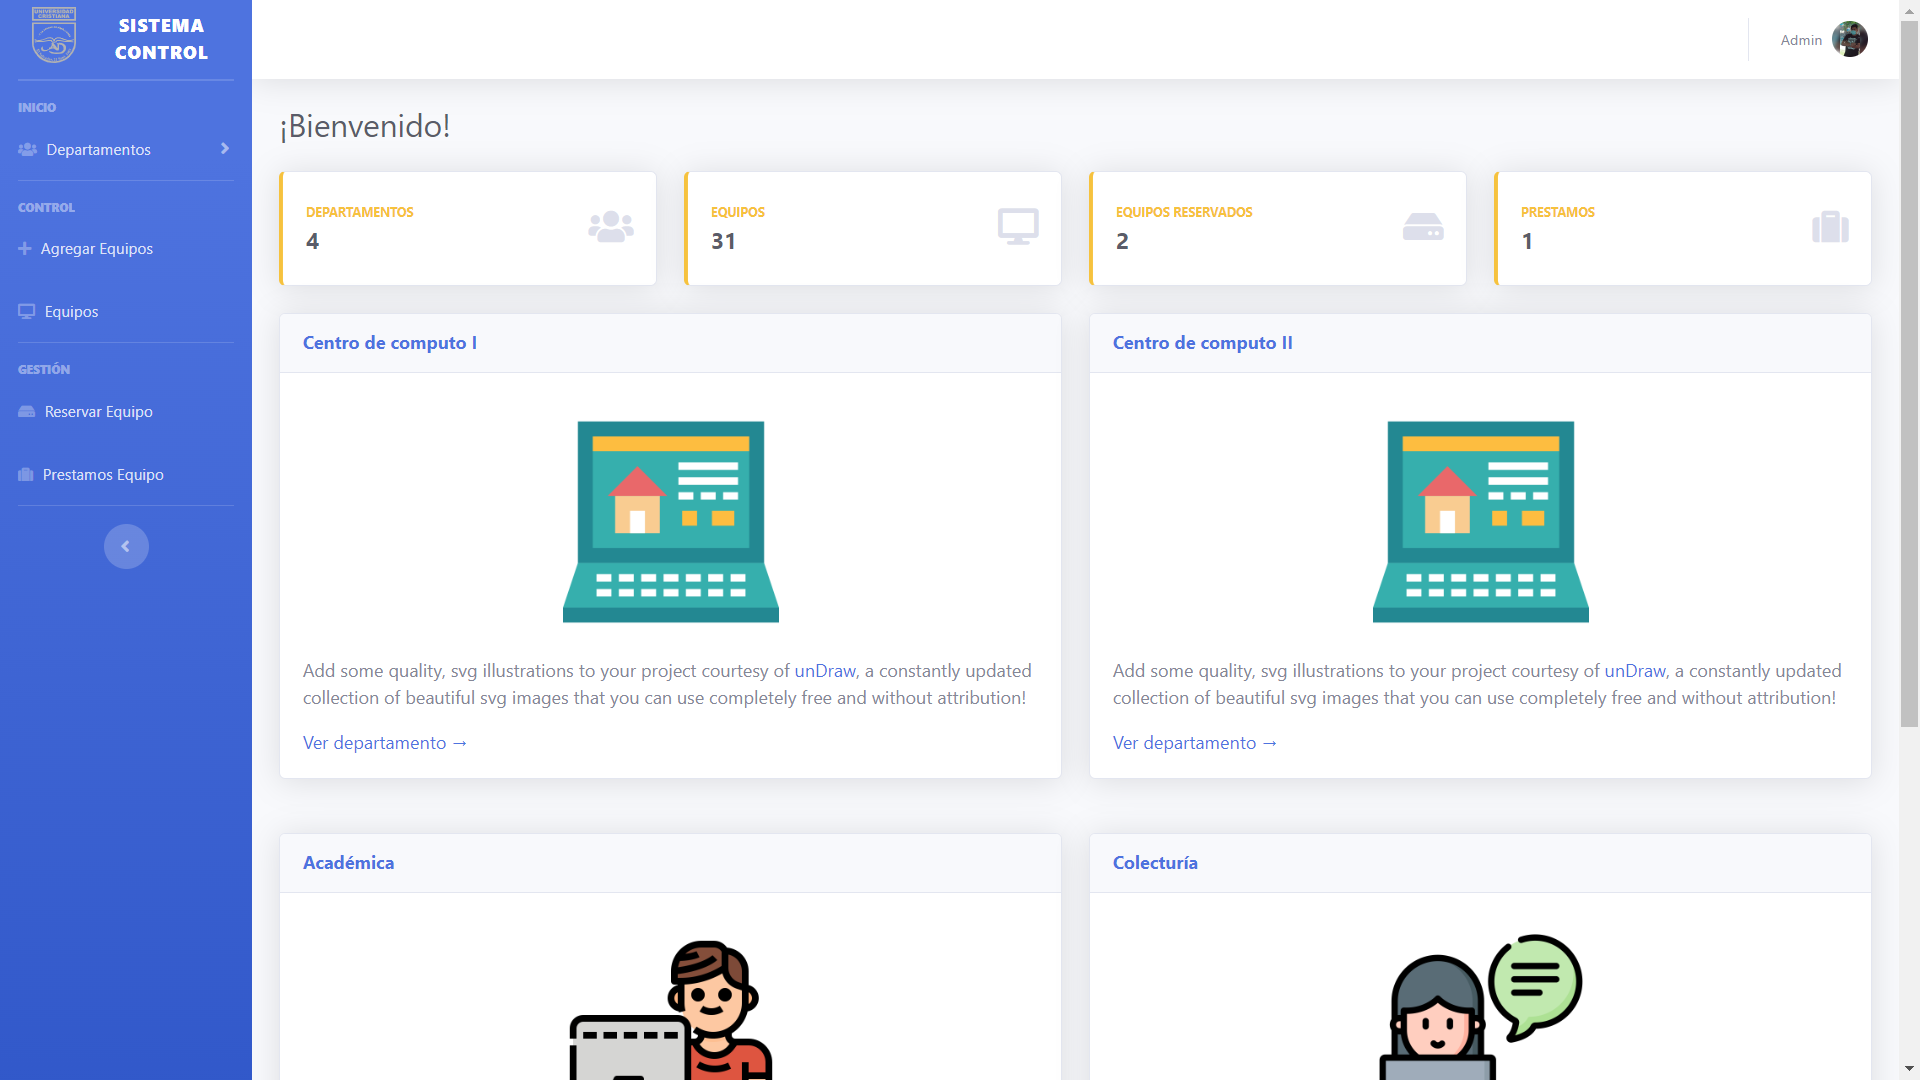 UNIVERSIDAD
CRISTIANA
SISTEMA
CONTROL
Admin
INICIO
Departamentos
CONTROL
Agregar Equipos
Equipos
GESTIÓN
Reservar Equipo
Prestamos Equipo
¡Bienvenido!
DEPARTAMENTOS
4
EQUIPOS
31
EQUIPOS RESERVADOS
2
PRESTAMOS
1
Centro de computo I
Add some quality, svg illustrations to your project courtesy of unDraw, a constantly updated
collection of beautiful svg images that you can use completely free and without attribution!
Ver departamento →
Centro de computo II
Add some quality, svg illustrations to your project courtesy of unDraw, a constantly updated
collection of beautiful svg images that you can use completely free and without attribution!
Ver departamento →
Académica
Colecturía